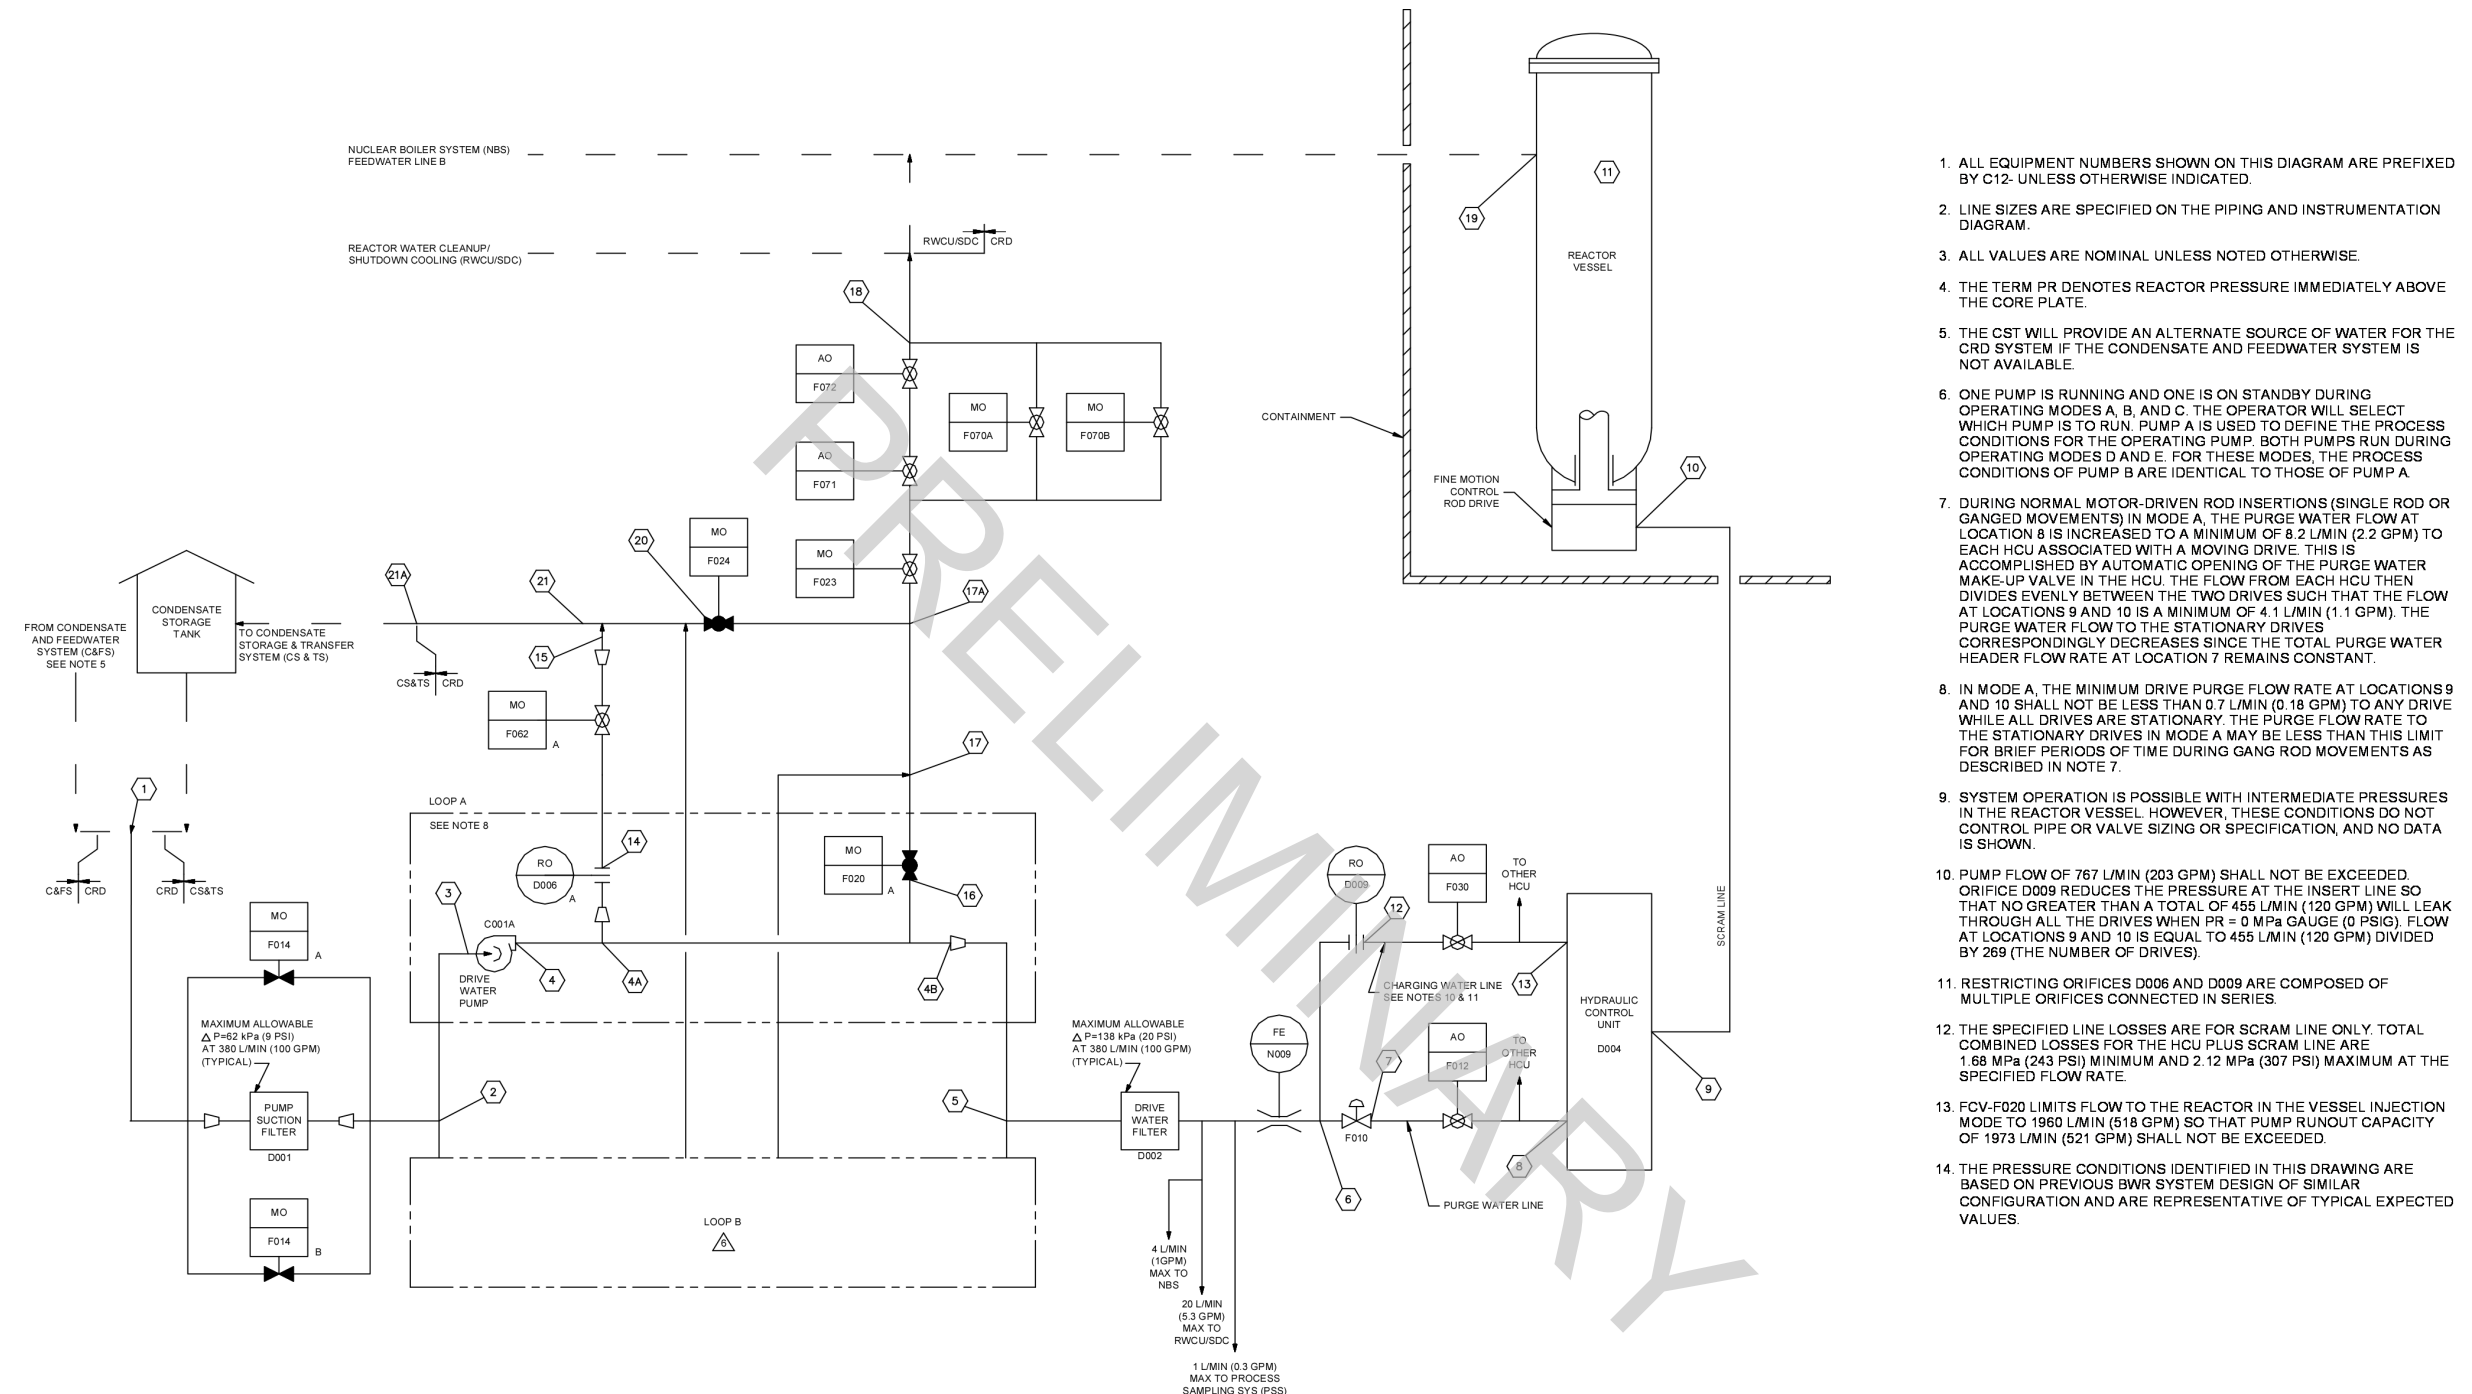 NUCLEAR BOILER SYSTEM (NBS)
FEEDWATER LINE B
REACTOR WATER CLEANUP/
SHUTDOWN COOLING (RWCU/SDC)
RWCU/SDC
CRD
18
AO
F072
MO
F070A
MO
F070B
AO
F071
MO
F023
17A
20
MO
F024
21
21A
15
MO
F062
A
17
CONDENSATE
STORAGE
TANK
FROM CONDENSATE
AND FEEDWATER
SYSTEM (C&FS)
SEE NOTE 5
TO CONDENSATE
STORAGE & TRANSFER
SYSTEM (CS & TS)
CS&TS
CRD
1
C&FS
CRD
CRD
CS&TS
MO
F014
A
MAXIMUM ALLOWABLE
△ P=62 kPa (9 PSI)
AT 380 L/MIN (100 GPM)
(TYPICAL)
PUMP
SUCTION
FILTER
D001
MO
F014
B
2
LOOP A
SEE NOTE 8
RO
D006
A
14
3
C001A
DRIVE
WATER
PUMP
4
4A
MO
F020
A
16
4B
LOOP B
6
5
MAXIMUM ALLOWABLE
△ P=138 kPa (20 PSI)
AT 380 L/MIN (100 GPM)
(TYPICAL)
DRIVE
WATER
FILTER
D002
4 L/MIN
(1GPM)
MAX TO
NBS
20 L/MIN
(5.3 GPM)
MAX TO
RWCU/SDC
1 L/MIN (0.3 GPM)
MAX TO PROCESS
SAMPLING SYS (PSS)
FE
N009
RO
D009
12
AO
F030
TO
OTHER
HCU
CHARGING WATER LINE
SEE NOTES 10 & 11
13
AO
F012
TO
OTHER
HCU
7
F010
6
8
PURGE WATER LINE
HYDRAULIC
CONTROL
UNIT
D004
9
SCRAM LINE
CONTAINMENT
11
REACTOR
VESSEL
19
FINE MOTION
CONTROL
ROD DRIVE
10
PRELIMINARY
1. ALL EQUIPMENT NUMBERS SHOWN ON THIS DIAGRAM ARE PREFIXED
BY C12- UNLESS OTHERWISE INDICATED.
2. LINE SIZES ARE SPECIFIED ON THE PIPING AND INSTRUMENTATION
DIAGRAM.
3. ALL VALUES ARE NOMINAL UNLESS NOTED OTHERWISE.
4. THE TERM PR DENOTES REACTOR PRESSURE IMMEDIATELY ABOVE
THE CORE PLATE.
5. THE CST WILL PROVIDE AN ALTERNATE SOURCE OF WATER FOR THE
CRD SYSTEM IF THE CONDENSATE AND FEEDWATER SYSTEM IS
NOT AVAILABLE.
6. ONE PUMP IS RUNNING AND ONE IS ON STANDBY DURING
OPERATING MODES A, B, AND C. THE OPERATOR WILL SELECT
WHICH PUMP IS TO RUN. PUMP A IS USED TO DEFINE THE PROCESS
CONDITIONS FOR THE OPERATING PUMP. BOTH PUMPS RUN DURING
OPERATING MODES D AND E. FOR THESE MODES, THE PROCESS
CONDITIONS OF PUMP B ARE IDENTICAL TO THOSE OF PUMP A.
7. DURING NORMAL MOTOR-DRIVEN ROD INSERTIONS (SINGLE ROD OR
GANGED MOVEMENTS) IN MODE A, THE PURGE WATER FLOW AT
LOCATION 8 IS INCREASED TO A MINIMUM OF 8.2 L/MIN (2.2 GPM) TO
EACH HCU ASSOCIATED WITH A MOVING DRIVE. THIS IS
ACCOMPLISHED BY AUTOMATIC OPENING OF THE PURGE WATER
MAKE-UP VALVE IN THE HCU. THE FLOW FROM EACH HCU THEN
DIVIDES EVENLY BETWEEN THE TWO DRIVES SUCH THAT THE FLOW
AT LOCATIONS 9 AND 10 IS A MINIMUM OF 4.1 L/MIN (1.1 GPM). THE
PURGE WATER FLOW TO THE STATIONARY DRIVES
CORRESPONDINGLY DECREASES SINCE THE TOTAL PURGE WATER
HEADER FLOW RATE AT LOCATION 7 REMAINS CONSTANT.
8. IN MODE A, THE MINIMUM DRIVE PURGE FLOW RATE AT LOCATIONS 9
AND 10 SHALL NOT BE LESS THAN 0.7 L/MIN (0.18 GPM) TO ANY DRIVE
WHILE ALL DRIVES ARE STATIONARY. THE PURGE FLOW RATE TO
THE STATIONARY DRIVES IN MODE A MAY BE LESS THAN THIS LIMIT
FOR BRIEF PERIODS OF TIME DURING GANG ROD MOVEMENTS AS
DESCRIBED IN NOTE 7.
9. SYSTEM OPERATION IS POSSIBLE WITH INTERMEDIATE PRESSURES
IN THE REACTOR VESSEL. HOWEVER, THESE CONDITIONS DO NOT
CONTROL PIPE OR VALVE SIZING OR SPECIFICATION, AND NO DATA
IS SHOWN.
10. PUMP FLOW OF 767 L/MIN (203 GPM) SHALL NOT BE EXCEEDED.
ORIFICE D009 REDUCES THE PRESSURE AT THE INSERT LINE SO
THAT NO GREATER THAN A TOTAL OF 455 L/MIN (120 GPM) WILL LEAK
THROUGH ALL THE DRIVES WHEN PR = 0 MPa GAUGE (0 PSIG). FLOW
AT LOCATIONS 9 AND 10 IS EQUAL TO 455 L/MIN (120 GPM) DIVIDED
BY 269 (THE NUMBER OF DRIVES).
11. RESTRICTING ORIFICES D006 AND D009 ARE COMPOSED OF
MULTIPLE ORIFICES CONNECTED IN SERIES.
12. THE SPECIFIED LINE LOSSES ARE FOR SCRAM LINE ONLY. TOTAL
COMBINED LOSSES FOR THE HCU PLUS SCRAM LINE ARE
1.68 MPa (243 PSI) MINIMUM AND 2.12 MPa (307 PSI) MAXIMUM AT THE
SPECIFIED FLOW RATE.
13. FCV-F020 LIMITS FLOW TO THE REACTOR IN THE VESSEL INJECTION
MODE TO 1960 L/MIN (518 GPM) SO THAT PUMP RUNOUT CAPACITY
OF 1973 L/MIN (521 GPM) SHALL NOT BE EXCEEDED.
14. THE PRESSURE CONDITIONS IDENTIFIED IN THIS DRAWING ARE
BASED ON PREVIOUS BWR SYSTEM DESIGN OF SIMILAR
CONFIGURATION AND ARE REPRESENTATIVE OF TYPICAL EXPECTED
VALUES.